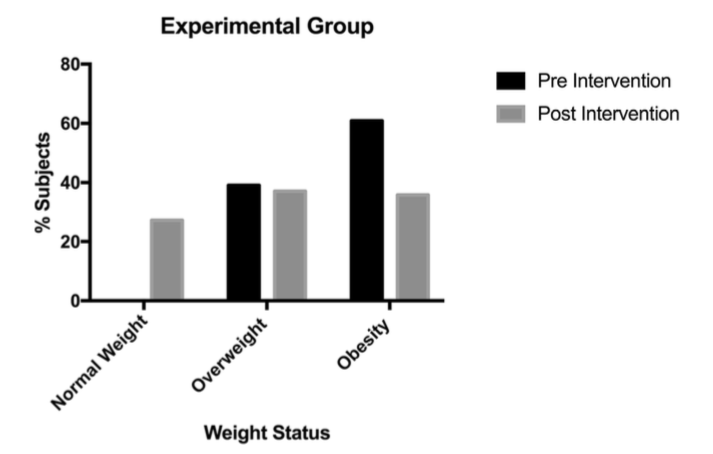 Experimental Group
Pre Intervention
Post Intervention
% Subjects
80
60
40
20
0
Normal Weight
Overweight
Obesity
Weight Status